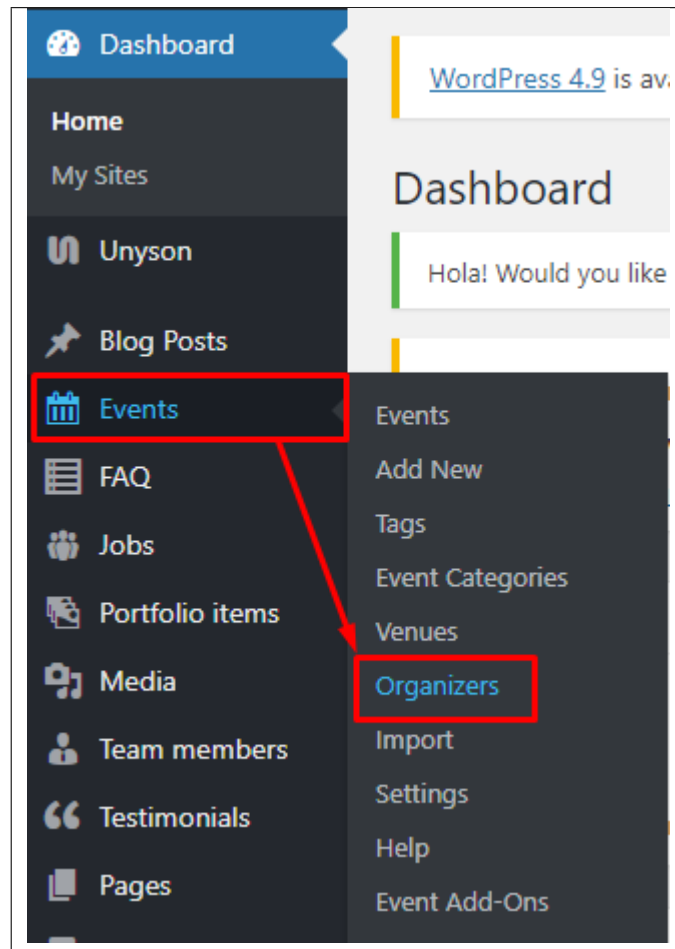 Dashboard
Home
My Sites
Unyson
Blog Posts
Events
FAQ
Jobs
Portfolio items
Media
Team members
Testimonials
Pages
WordPress 4.9 is av
Dashboard
Hola! Would you like
Events
Add New
Tags
Event Categories
Venues
Organizers
Import
Settings
Help
Event Add-Ons